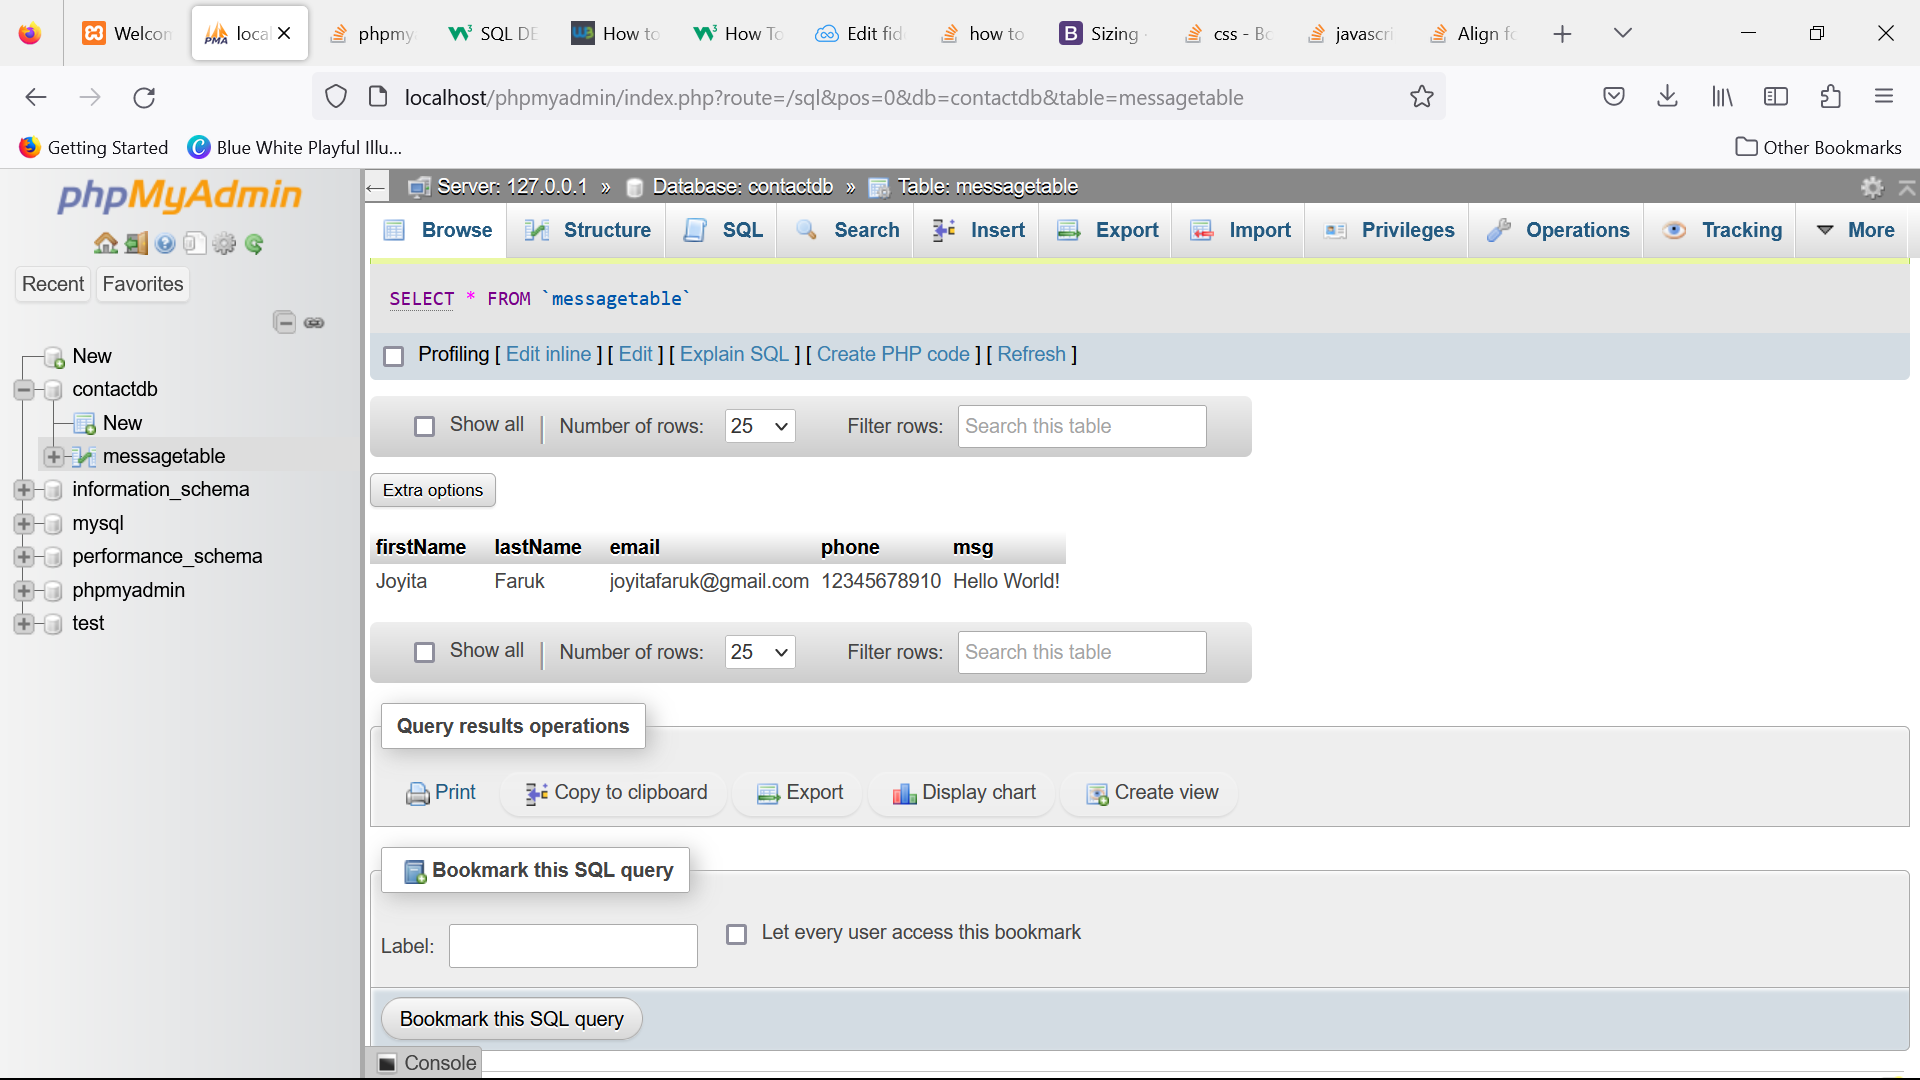 Welcon
local
phpmy
SQL DE
How to
How To
Edit fid
how to
Sizing
css - Bo
javascri
Align fo
localhost/phpmyadmin/index.php?route=/sql&pos=0&db=contactdb&table=messagetable
Getting Started
Blue White Playful Illu...
Other Bookmarks
phpMyAdmin
Recent
Favorites
New
contactdb
New
messagetable
information_schema
mysql
performance_schema
phpmyadmin
test
Server: 127.0.0.1 » Database: contactdb » Table: messagetable
Browse
Structure
SQL
Search
Insert
Export
Import
Privileges
Operations
Tracking
More
SELECT * FROM `messagetable`
Profiling [ Edit inline ] [ Edit ] [ Explain SQL ] [ Create PHP code ] [ Refresh ]
Show all | Number of rows: 25 Filter rows: Search this table
Extra options
firstName lastName email phone msg
Joyita Faruk joyitafaruk@gmail.com 12345678910 Hello World!
Show all | Number of rows: 25 Filter rows: Search this table
Query results operations
Print
Copy to clipboard
Export
Display chart
Create view
Bookmark this SQL query
Label:
Let every user access this bookmark
Bookmark this SQL query
Console